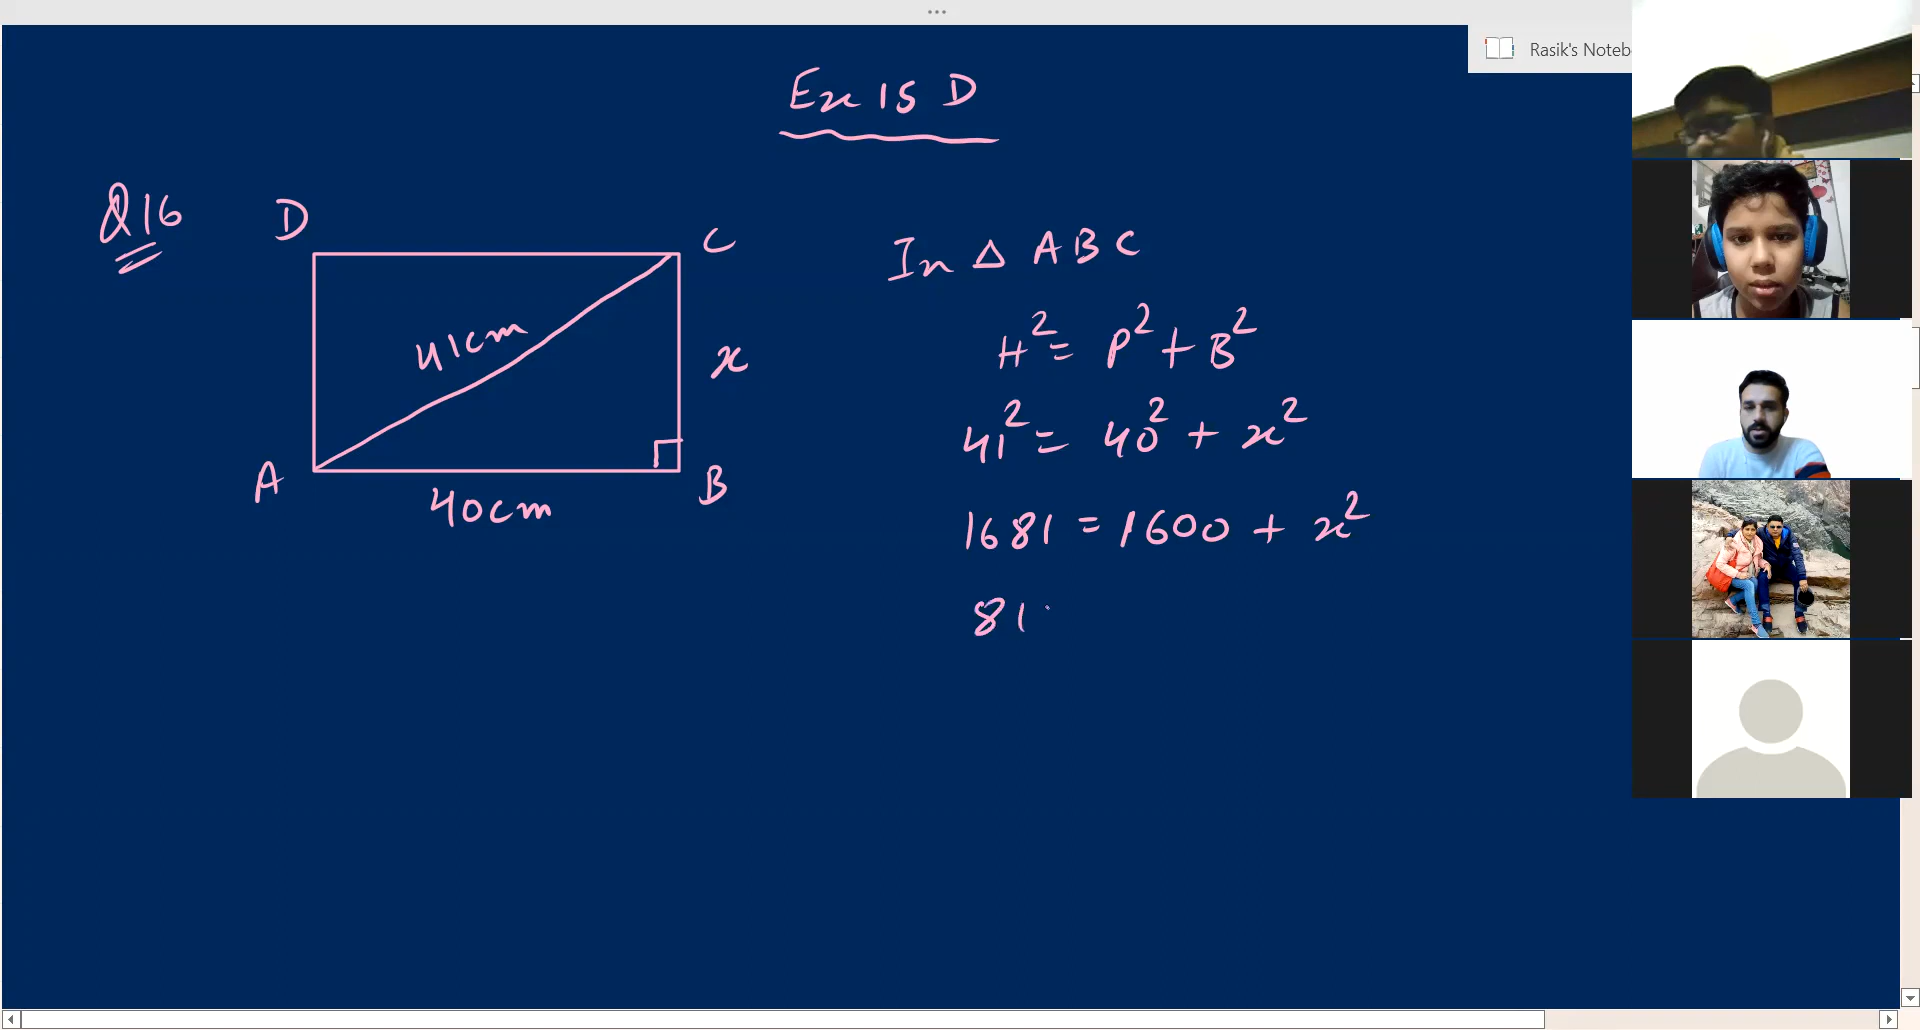 Rasik's Noteb
Ex 15 D
Q16
D
C
41cm
x
A
B
40cm
In △ ABC
H² = P² + B²
41² = 40² + x²
1681 = 1600 + x²
81